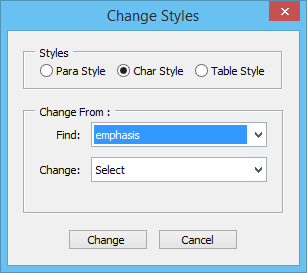 Change Styles
Styles
Para Style Char Style Table Style
Change From :
Find: emphasis
Change: Select
Change Cancel